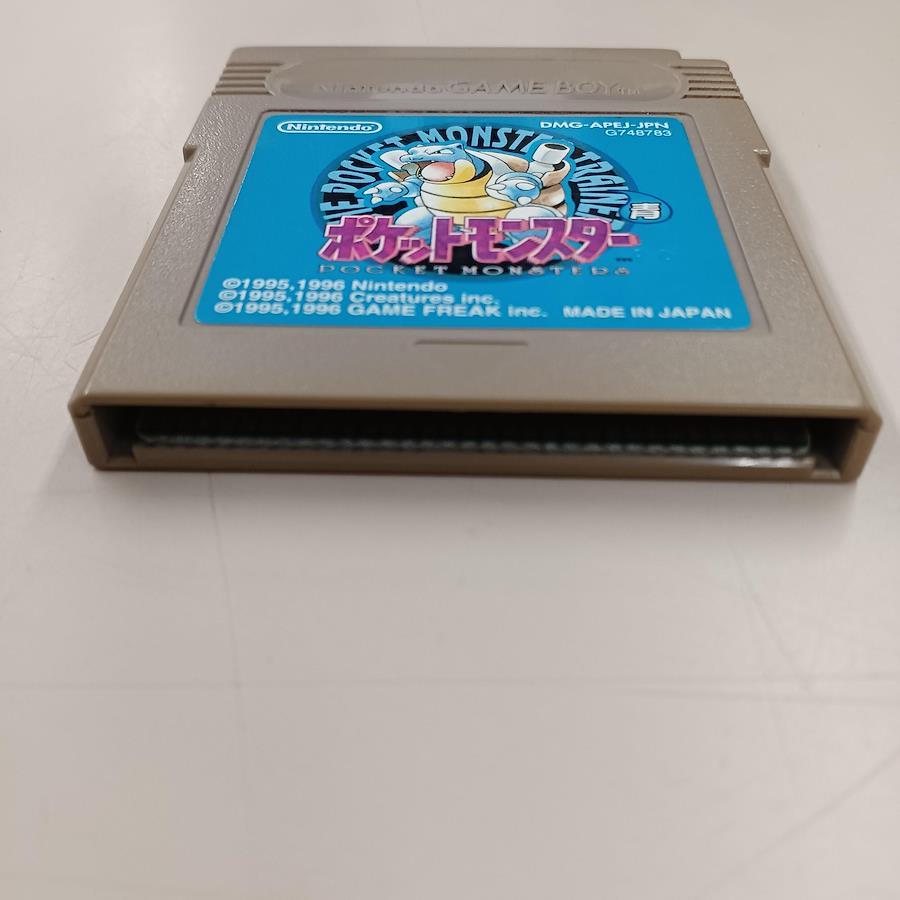 Nintendo GAME BOY TM
Nintendo
DMG-APEJ-JPN
G748783
THE POCKET MONSTER TRAINER
青
ポケットモンスター
POCKET MONSTERS
©1995,1996 Nintendo
©1995,1996 Creatures inc.
©1995,1996 GAME FREAK inc. MADE IN JAPAN